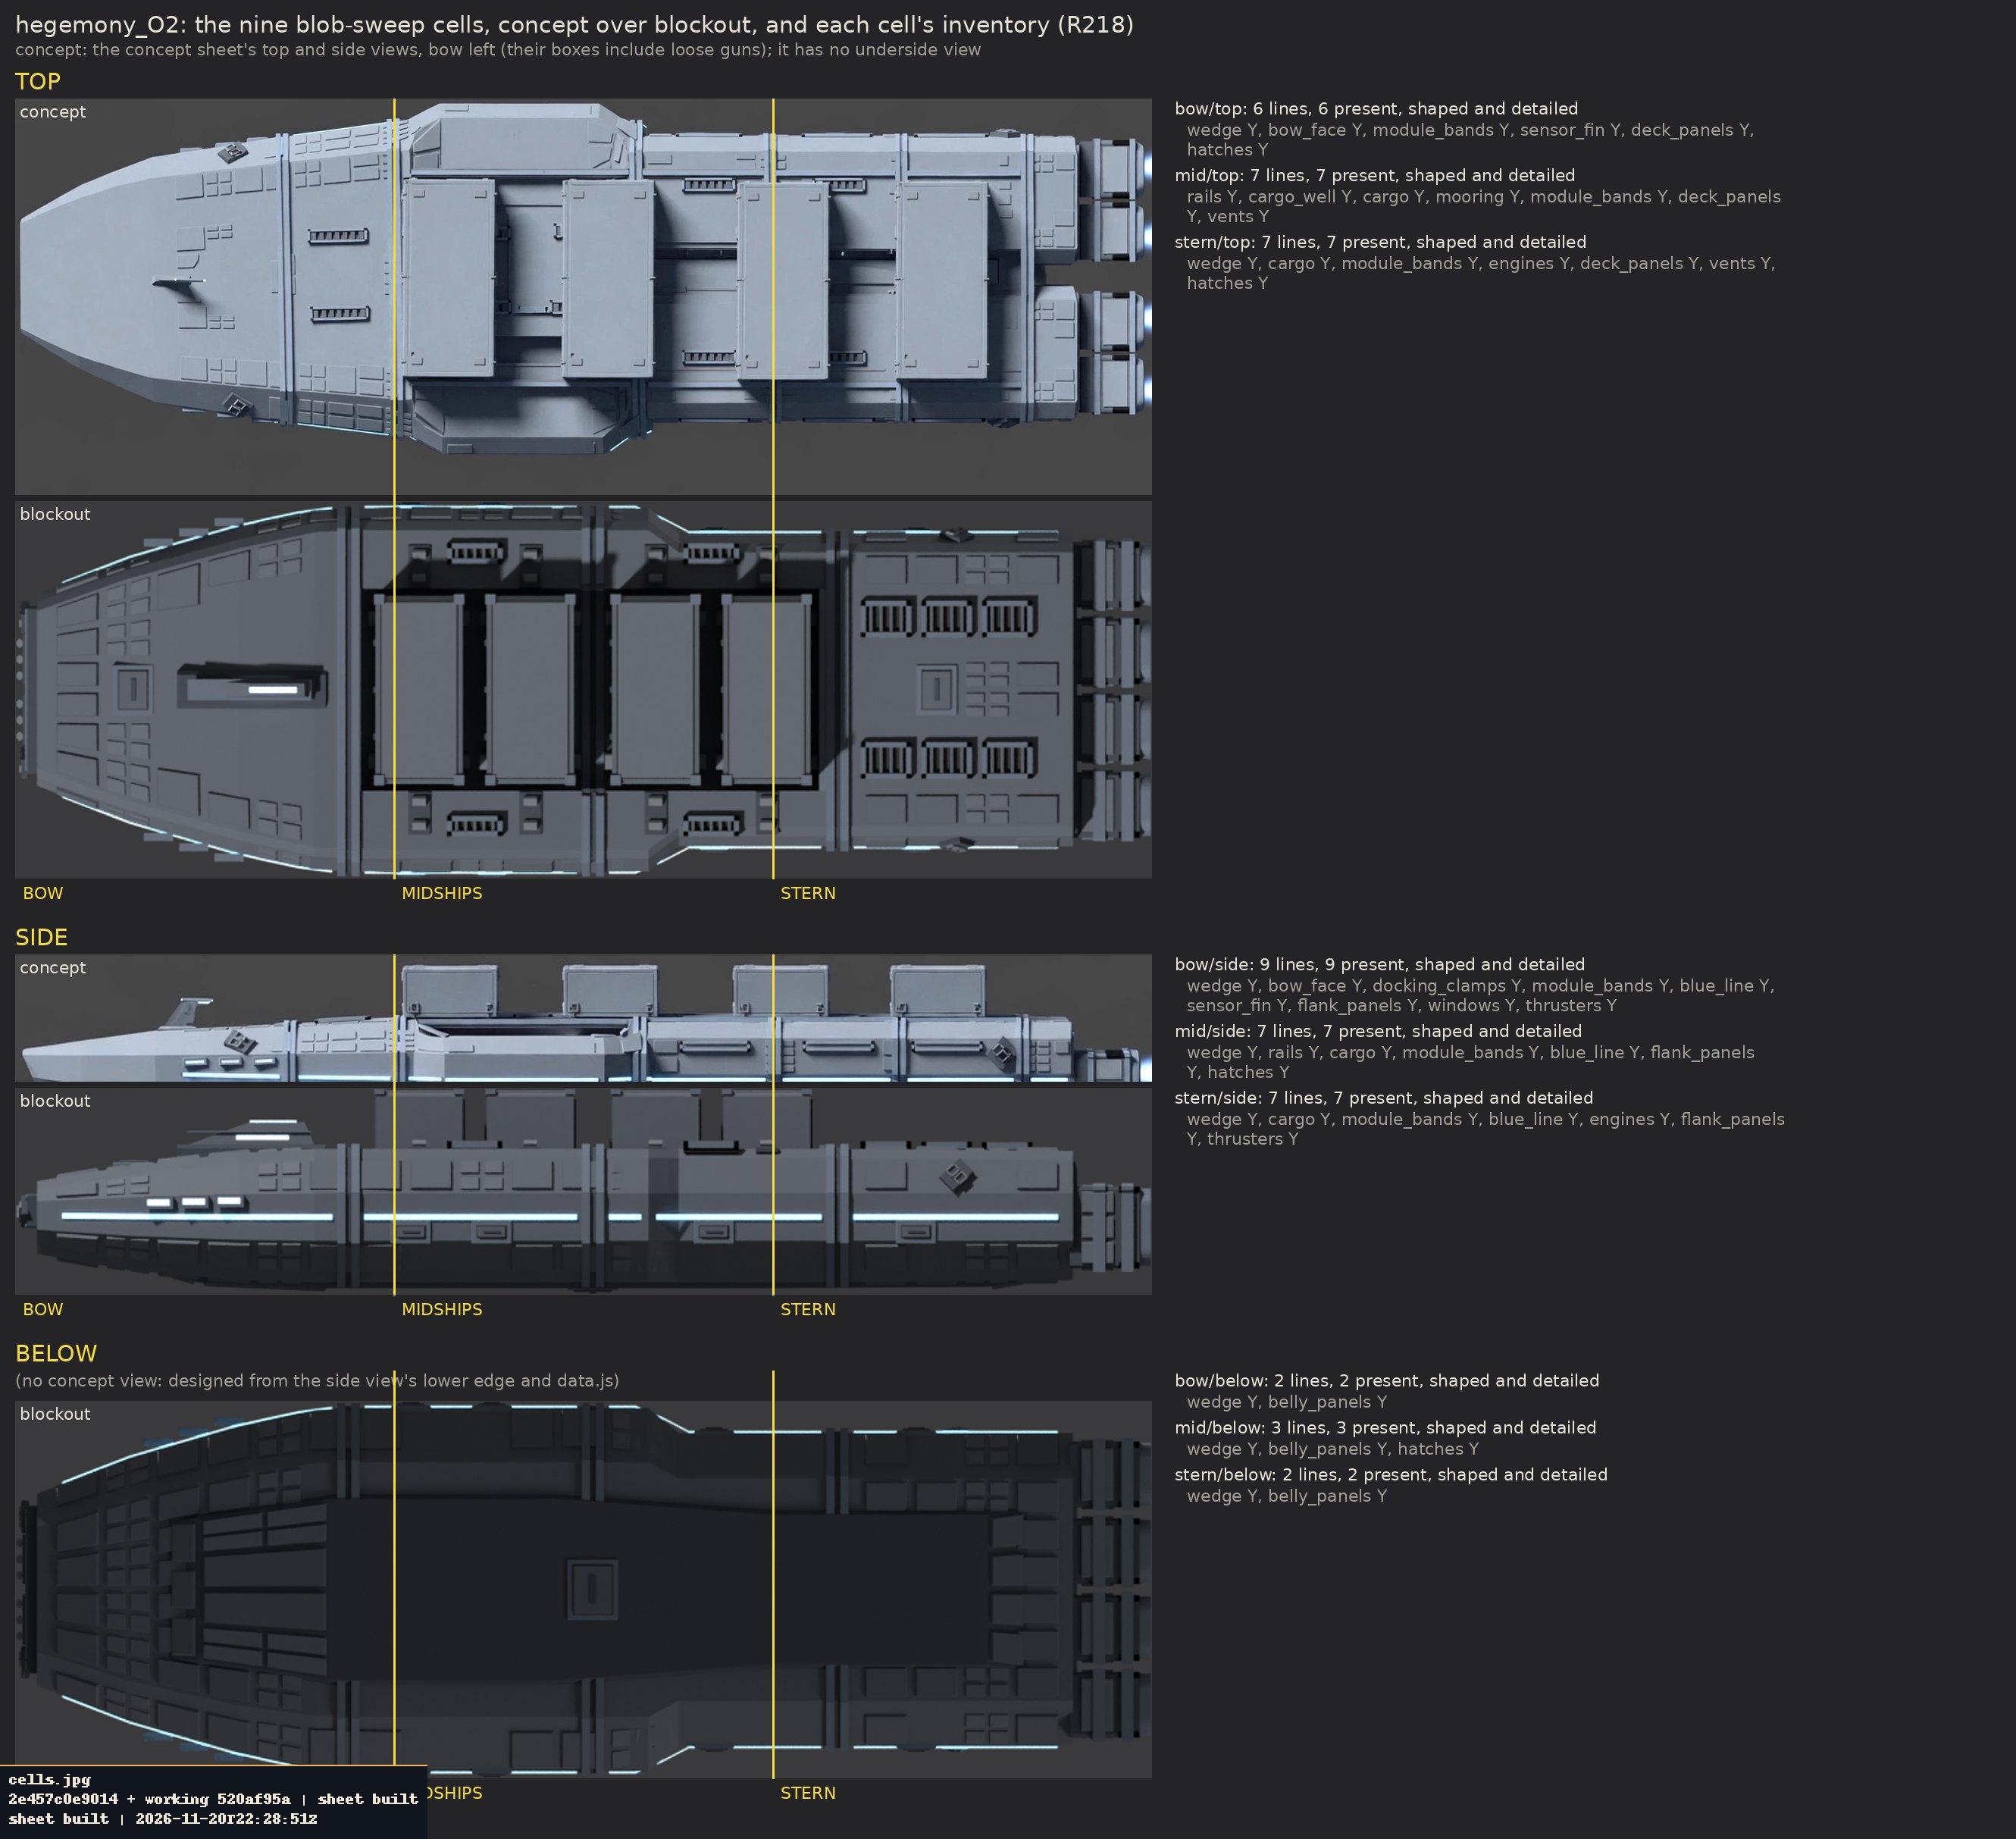 hegemony_O2: the nine blob-sweep cells, concept over blockout, and each cell's inventory (R218)
concept: the concept sheet's top and side views, bow left (their boxes include loose guns); it has no underside view
TOP
concept
bow/top: 6 lines, 6 present, shaped and detailed
wedge Y, bow_face Y, module_bands Y, sensor_fin Y, deck_panels Y,
hatches Y
mid/top: 7 lines, 7 present, shaped and detailed
rails Y, cargo_well Y, cargo Y, mooring Y, module_bands Y, deck_panels
Y, vents Y
stern/top: 7 lines, 7 present, shaped and detailed
wedge Y, cargo Y, module_bands Y, engines Y, deck_panels Y, vents Y,
hatches Y
blockout
BOW
MIDSHIPS
STERN
SIDE
concept
bow/side: 9 lines, 9 present, shaped and detailed
wedge Y, bow_face Y, docking_clamps Y, module_bands Y, blue_line Y,
sensor_fin Y, flank_panels Y, windows Y, thrusters Y
mid/side: 7 lines, 7 present, shaped and detailed
wedge Y, rails Y, cargo Y, module_bands Y, blue_line Y, flank_panels
Y, hatches Y
stern/side: 7 lines, 7 present, shaped and detailed
wedge Y, cargo Y, module_bands Y, blue_line Y, engines Y, flank_panels
Y, thrusters Y
blockout
BOW
MIDSHIPS
STERN
BELOW
(no concept view: designed from the side view's lower edge and data.js)
blockout
bow/below: 2 lines, 2 present, shaped and detailed
wedge Y, belly_panels Y
mid/below: 3 lines, 3 present, shaped and detailed
wedge Y, belly_panels Y, hatches Y
stern/below: 2 lines, 2 present, shaped and detailed
wedge Y, belly_panels Y
DSHIPS
STERN
cells.jpg
2e457c0e9014 + working 520af95a | sheet built
sheet built | 2026-11-20T22:28:51Z